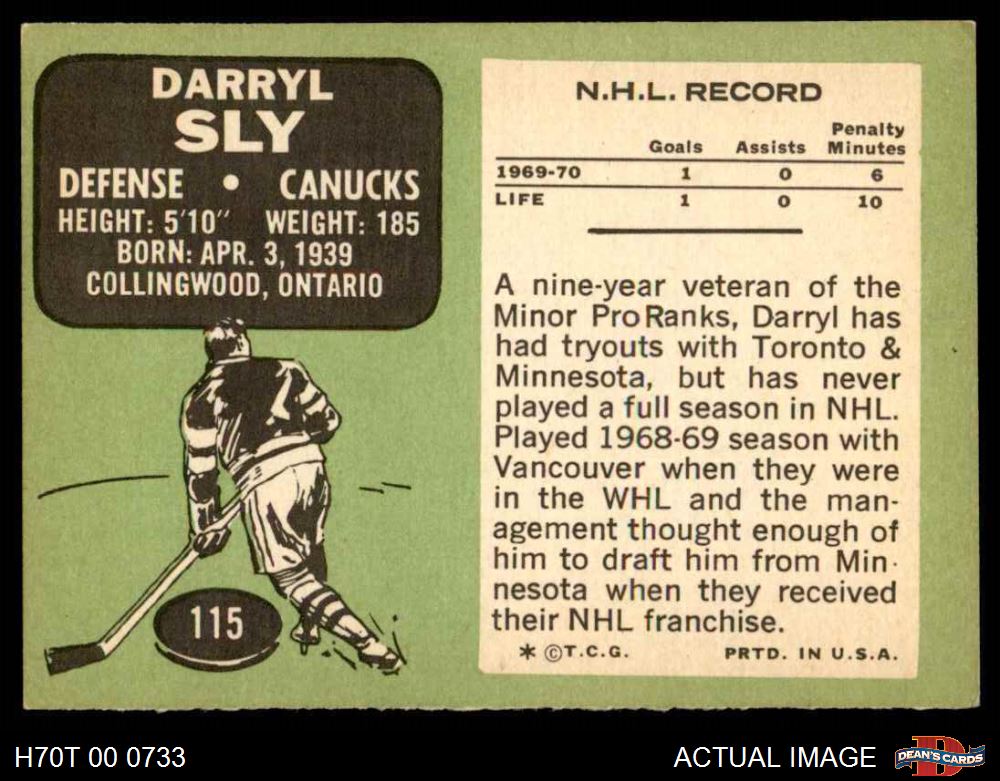 DARRYL
SLY
DEFENSE • CANUCKS
HEIGHT: 5'10" WEIGHT: 185
BORN: APR. 3, 1939
COLLINGWOOD, ONTARIO
115
N.H.L. RECORD
Goals Assists Penalty Minutes
1969-70 1 0 6
LIFE 1 0 10
A nine-year veteran of the
Minor Pro Ranks, Darryl has
had tryouts with Toronto &
Minnesota, but has never
played a full season in NHL.
Played 1968-69 season with
Vancouver when they were
in the WHL and the man-
agement thought enough of
him to draft him from Min-
nesota when they received
their NHL franchise.
* ©T.C.G. PRTD. IN U.S.A.
H70T 00 0733
ACTUAL IMAGE
D
DEAN'S CARDS